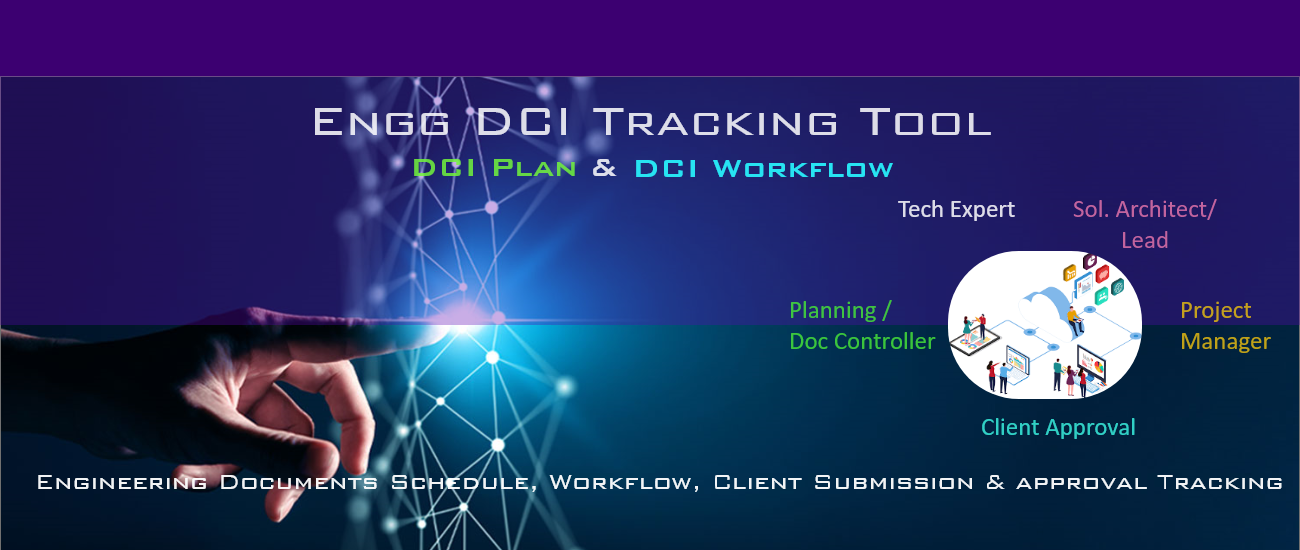 Engg DCI Tracking Tool
DCI Plan & DCI Workflow
Tech Expert
Sol. Architect/
Lead
Planning /
Doc Controller
Project
Manager
Client Approval
Engineering Documents Schedule, Workflow, Client Submission & approval Tracking